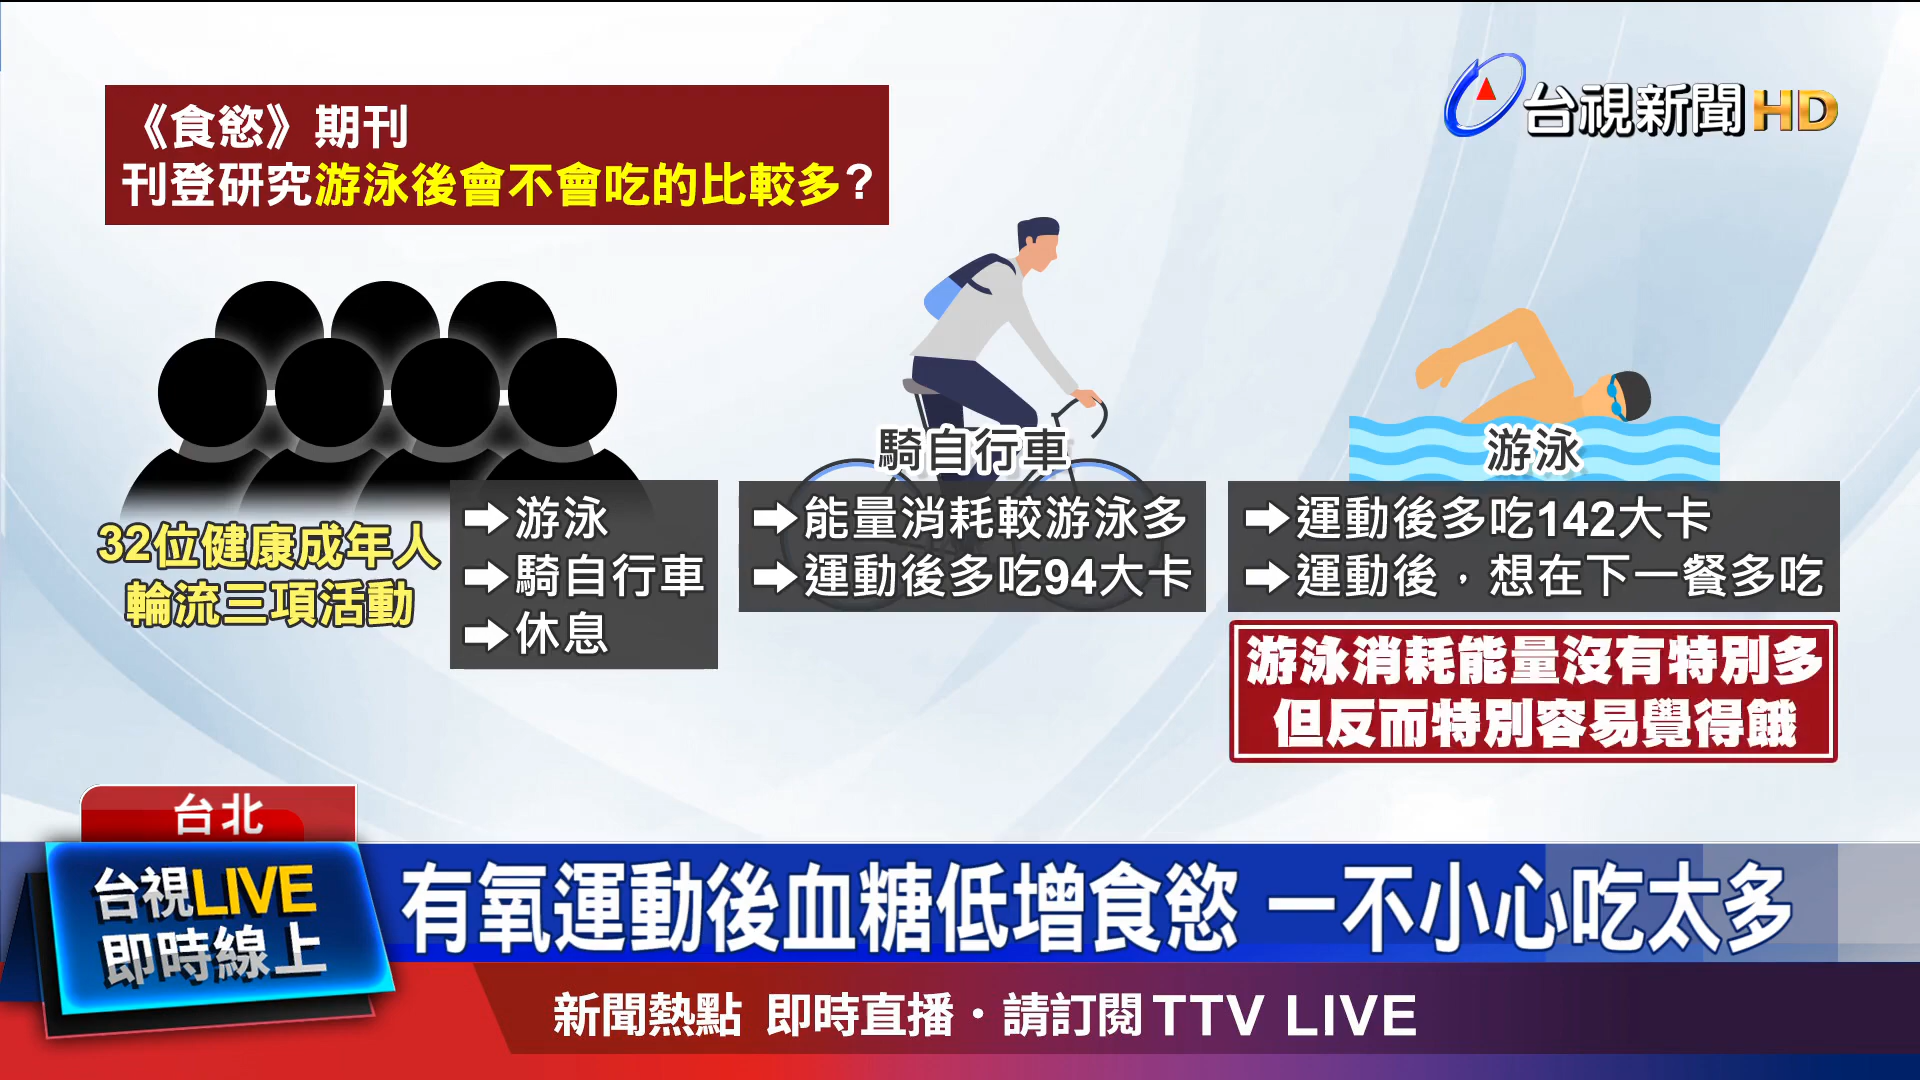 《食慾》期刊
刊登研究游泳後會不會吃的比較多?
台視新聞HD
32位健康成年人
輪流三項活動
➡游泳
➡騎自行車
➡休息
騎自行車
➡能量消耗較游泳多
➡運動後多吃94大卡
游泳
➡運動後多吃142大卡
➡運動後，想在下一餐多吃
游泳消耗能量沒有特別多
但反而特別容易覺得餓
台北
台視LIVE
即時線上
有氧運動後血糖低增食慾 一不小心吃太多
新聞熱點 即時直播・請訂閱TTV LIVE